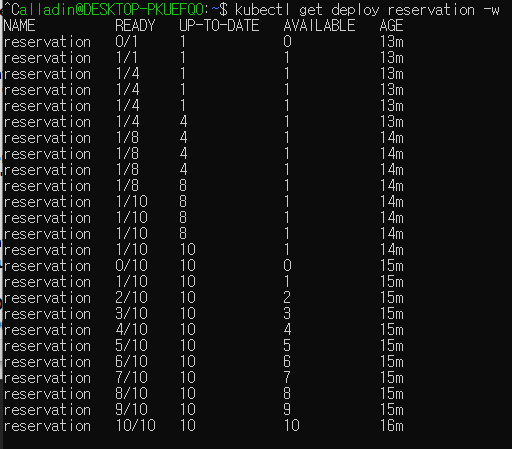 ^Calladin@DESKTOP-PKUEFQO:~$ kubectl get deploy reservation -w
NAME READY UP-TO-DATE AVAILABLE AGE
reservation 0/1 1 0 13m
reservation 1/1 1 1 13m
reservation 1/4 1 1 13m
reservation 1/4 1 1 13m
reservation 1/4 1 1 13m
reservation 1/4 4 1 13m
reservation 1/8 4 1 14m
reservation 1/8 4 1 14m
reservation 1/8 4 1 14m
reservation 1/8 8 1 14m
reservation 1/10 8 1 14m
reservation 1/10 8 1 14m
reservation 1/10 8 1 14m
reservation 1/10 10 1 14m
reservation 0/10 10 0 15m
reservation 1/10 10 1 15m
reservation 2/10 10 2 15m
reservation 3/10 10 3 15m
reservation 4/10 10 4 15m
reservation 5/10 10 5 15m
reservation 6/10 10 6 15m
reservation 7/10 10 7 15m
reservation 8/10 10 8 15m
reservation 9/10 10 9 15m
reservation 10/10 10 10 16m